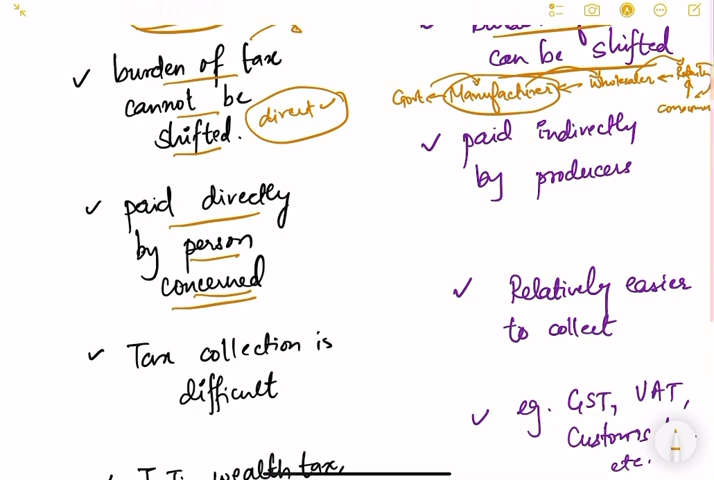 burden of tax
cannot be
shifted.
direct
paid directly
by person
concerned
Tax collection is
difficult
wealth tax,
can be shifted
Govt ← Manufacturer ← Wholesaler ←
paid indirectly
by producers
Relatively easier
to collect
eg. GST, VAT,
Customs
etc.